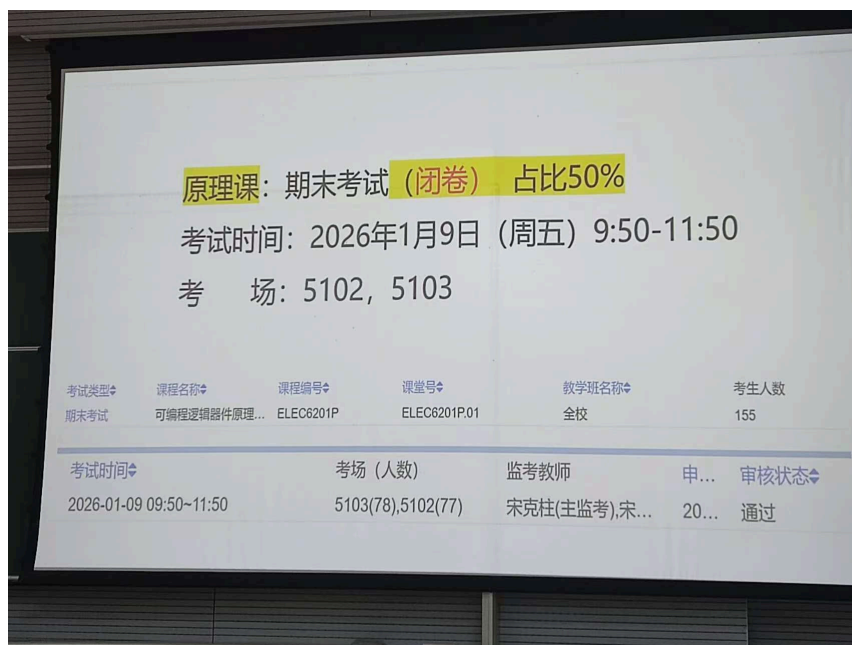 原理课：期末考试（闭卷） 占比50%
考试时间：2026年1月9日（周五）9:50-11:50
考 场：5102，5103
考试类型 课程名称 课程编号 课堂号 教学班名称 考生人数
期末考试 可编程逻辑器件原理... ELEC6201P ELEC6201P.01 全校 155
考试时间 考场（人数） 监考教师 申... 审核状态
2026-01-09 09:50~11:50 5103(78),5102(77) 宋克柱(主监考),宋... 20... 通过